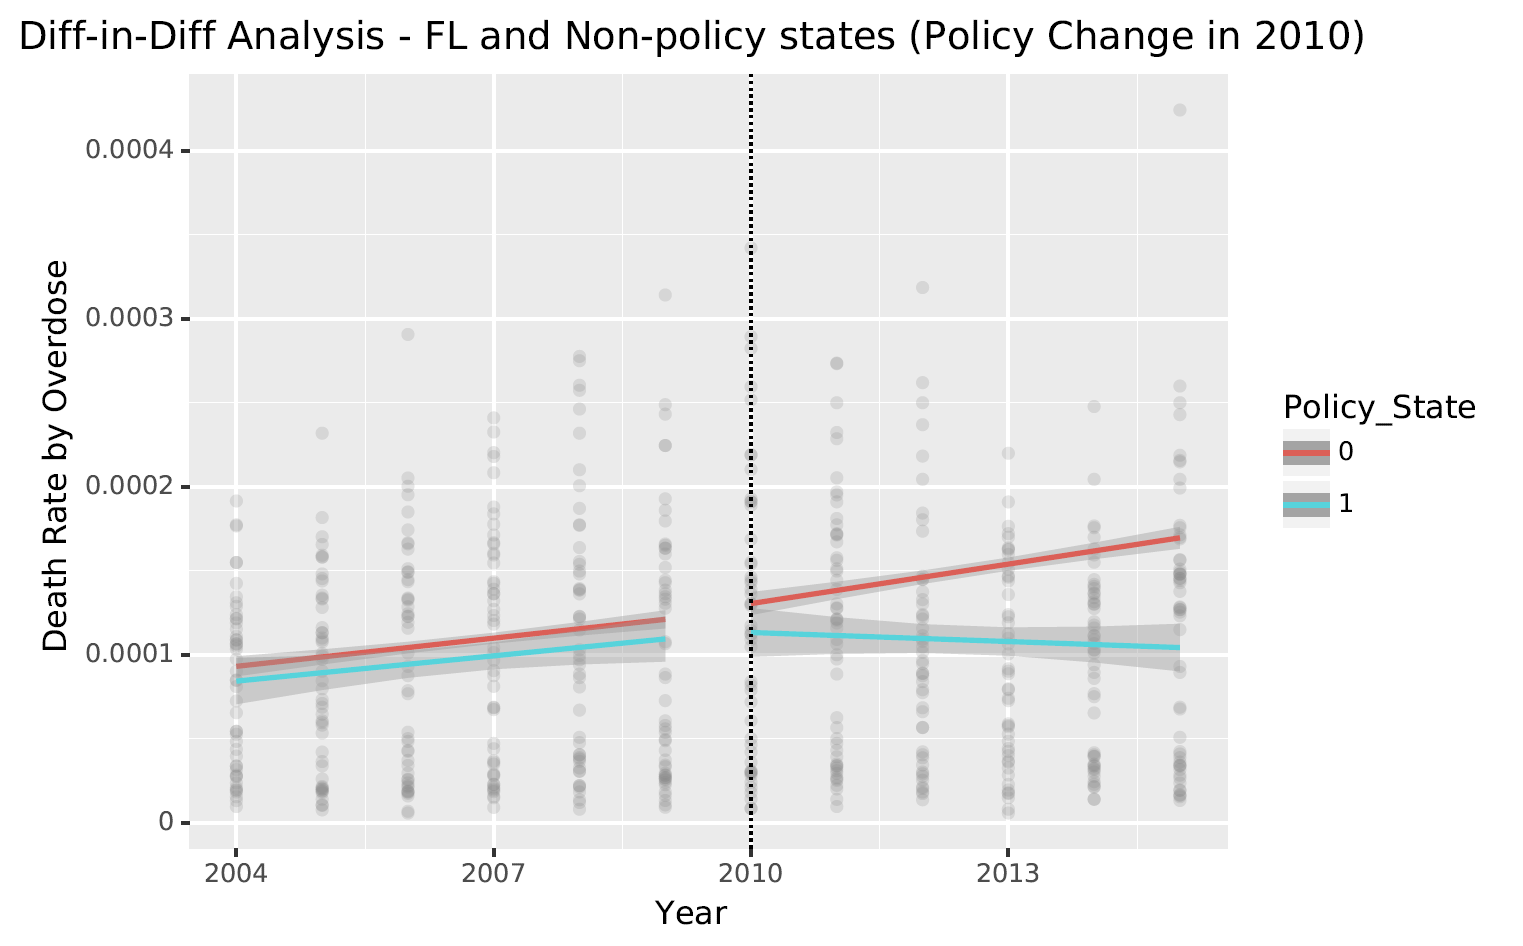 Diff-in-Diff Analysis - FL and Non-policy states (Policy Change in 2010)
Death Rate by Overdose
0.0004
0.0003
0.0002
0.0001
0
2004
2007
2010
2013
Year
Policy_State
0
1